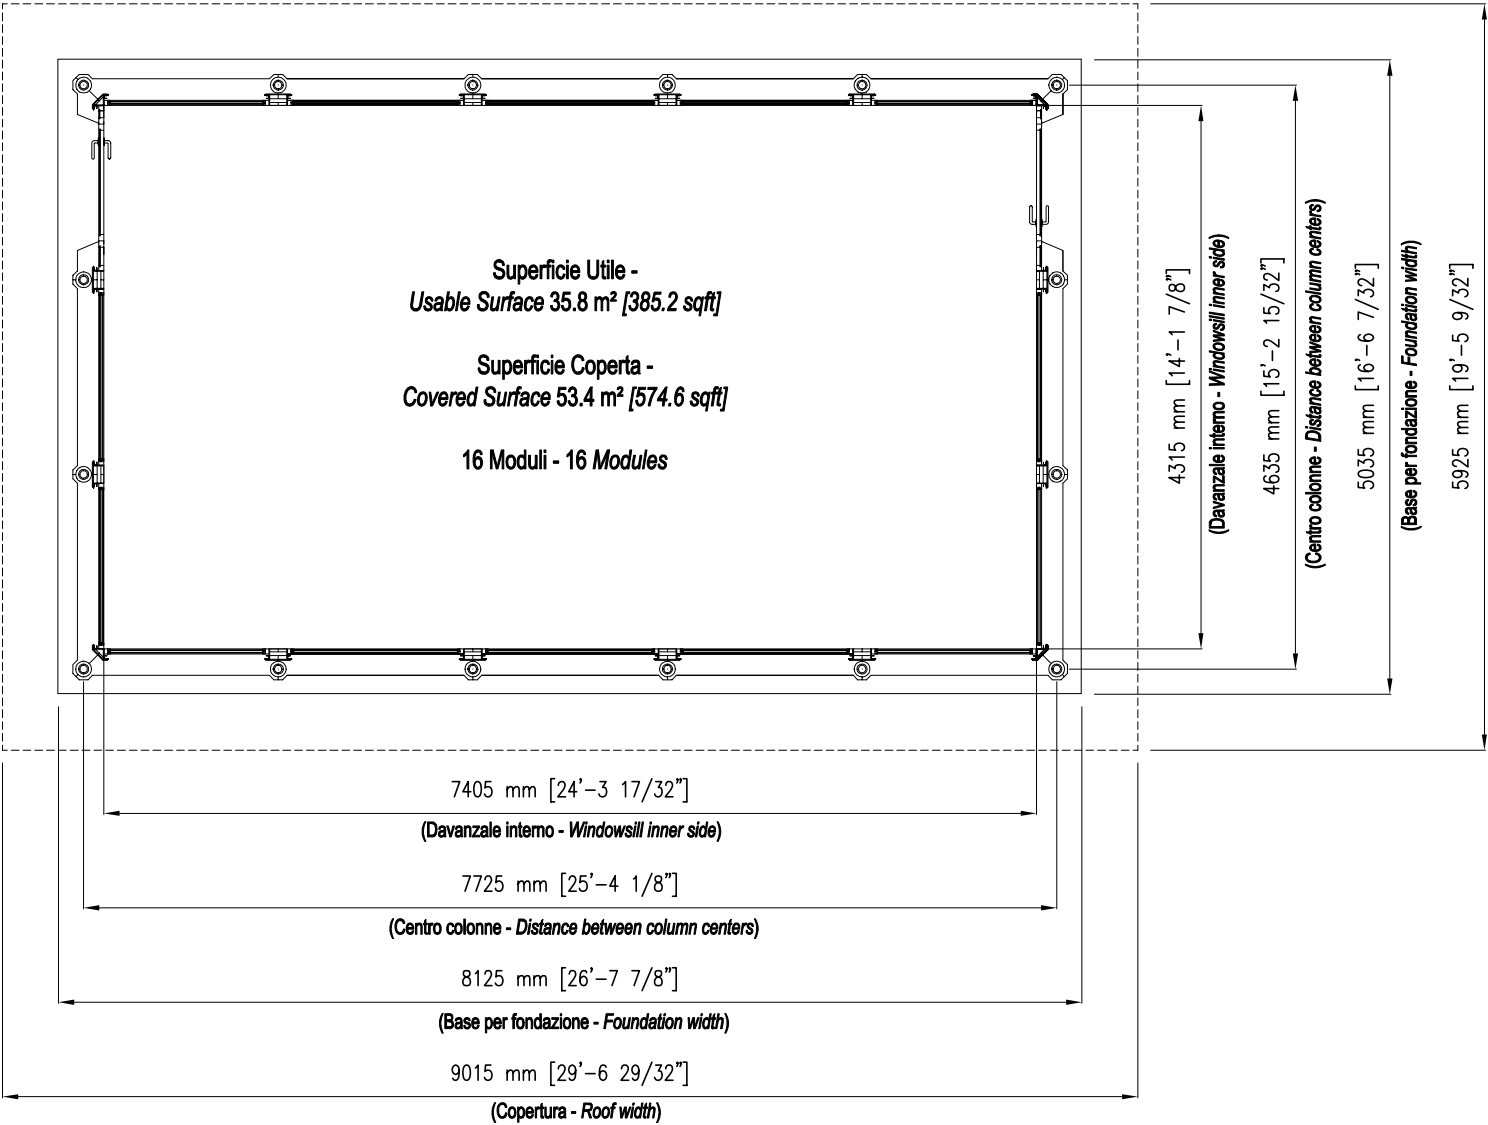 Superficie Utile -
Usable Surface 35.8 m² [385.2 sqft]
Superficie Coperta -
Covered Surface 53.4 m² [574.6 sqft]
16 Moduli - 16 Modules
4315 mm [14'-1 7/8"]
(Davanzale interno - Windowsill inner side)
4635 mm [15'-2 15/32"]
(Centro colonne - Distance between column centers)
5035 mm [16'-6 7/32"]
(Base per fondazione - Foundation width)
5925 mm [19'-5 9/32"]
7405 mm [24'-3 17/32"]
(Davanzale interno - Windowsill inner side)
7725 mm [25'-4 1/8"]
(Centro colonne - Distance between column centers)
8125 mm [26'-7 7/8"]
(Base per fondazione - Foundation width)
9015 mm [29'-6 29/32"]
(Copertura - Roof width)